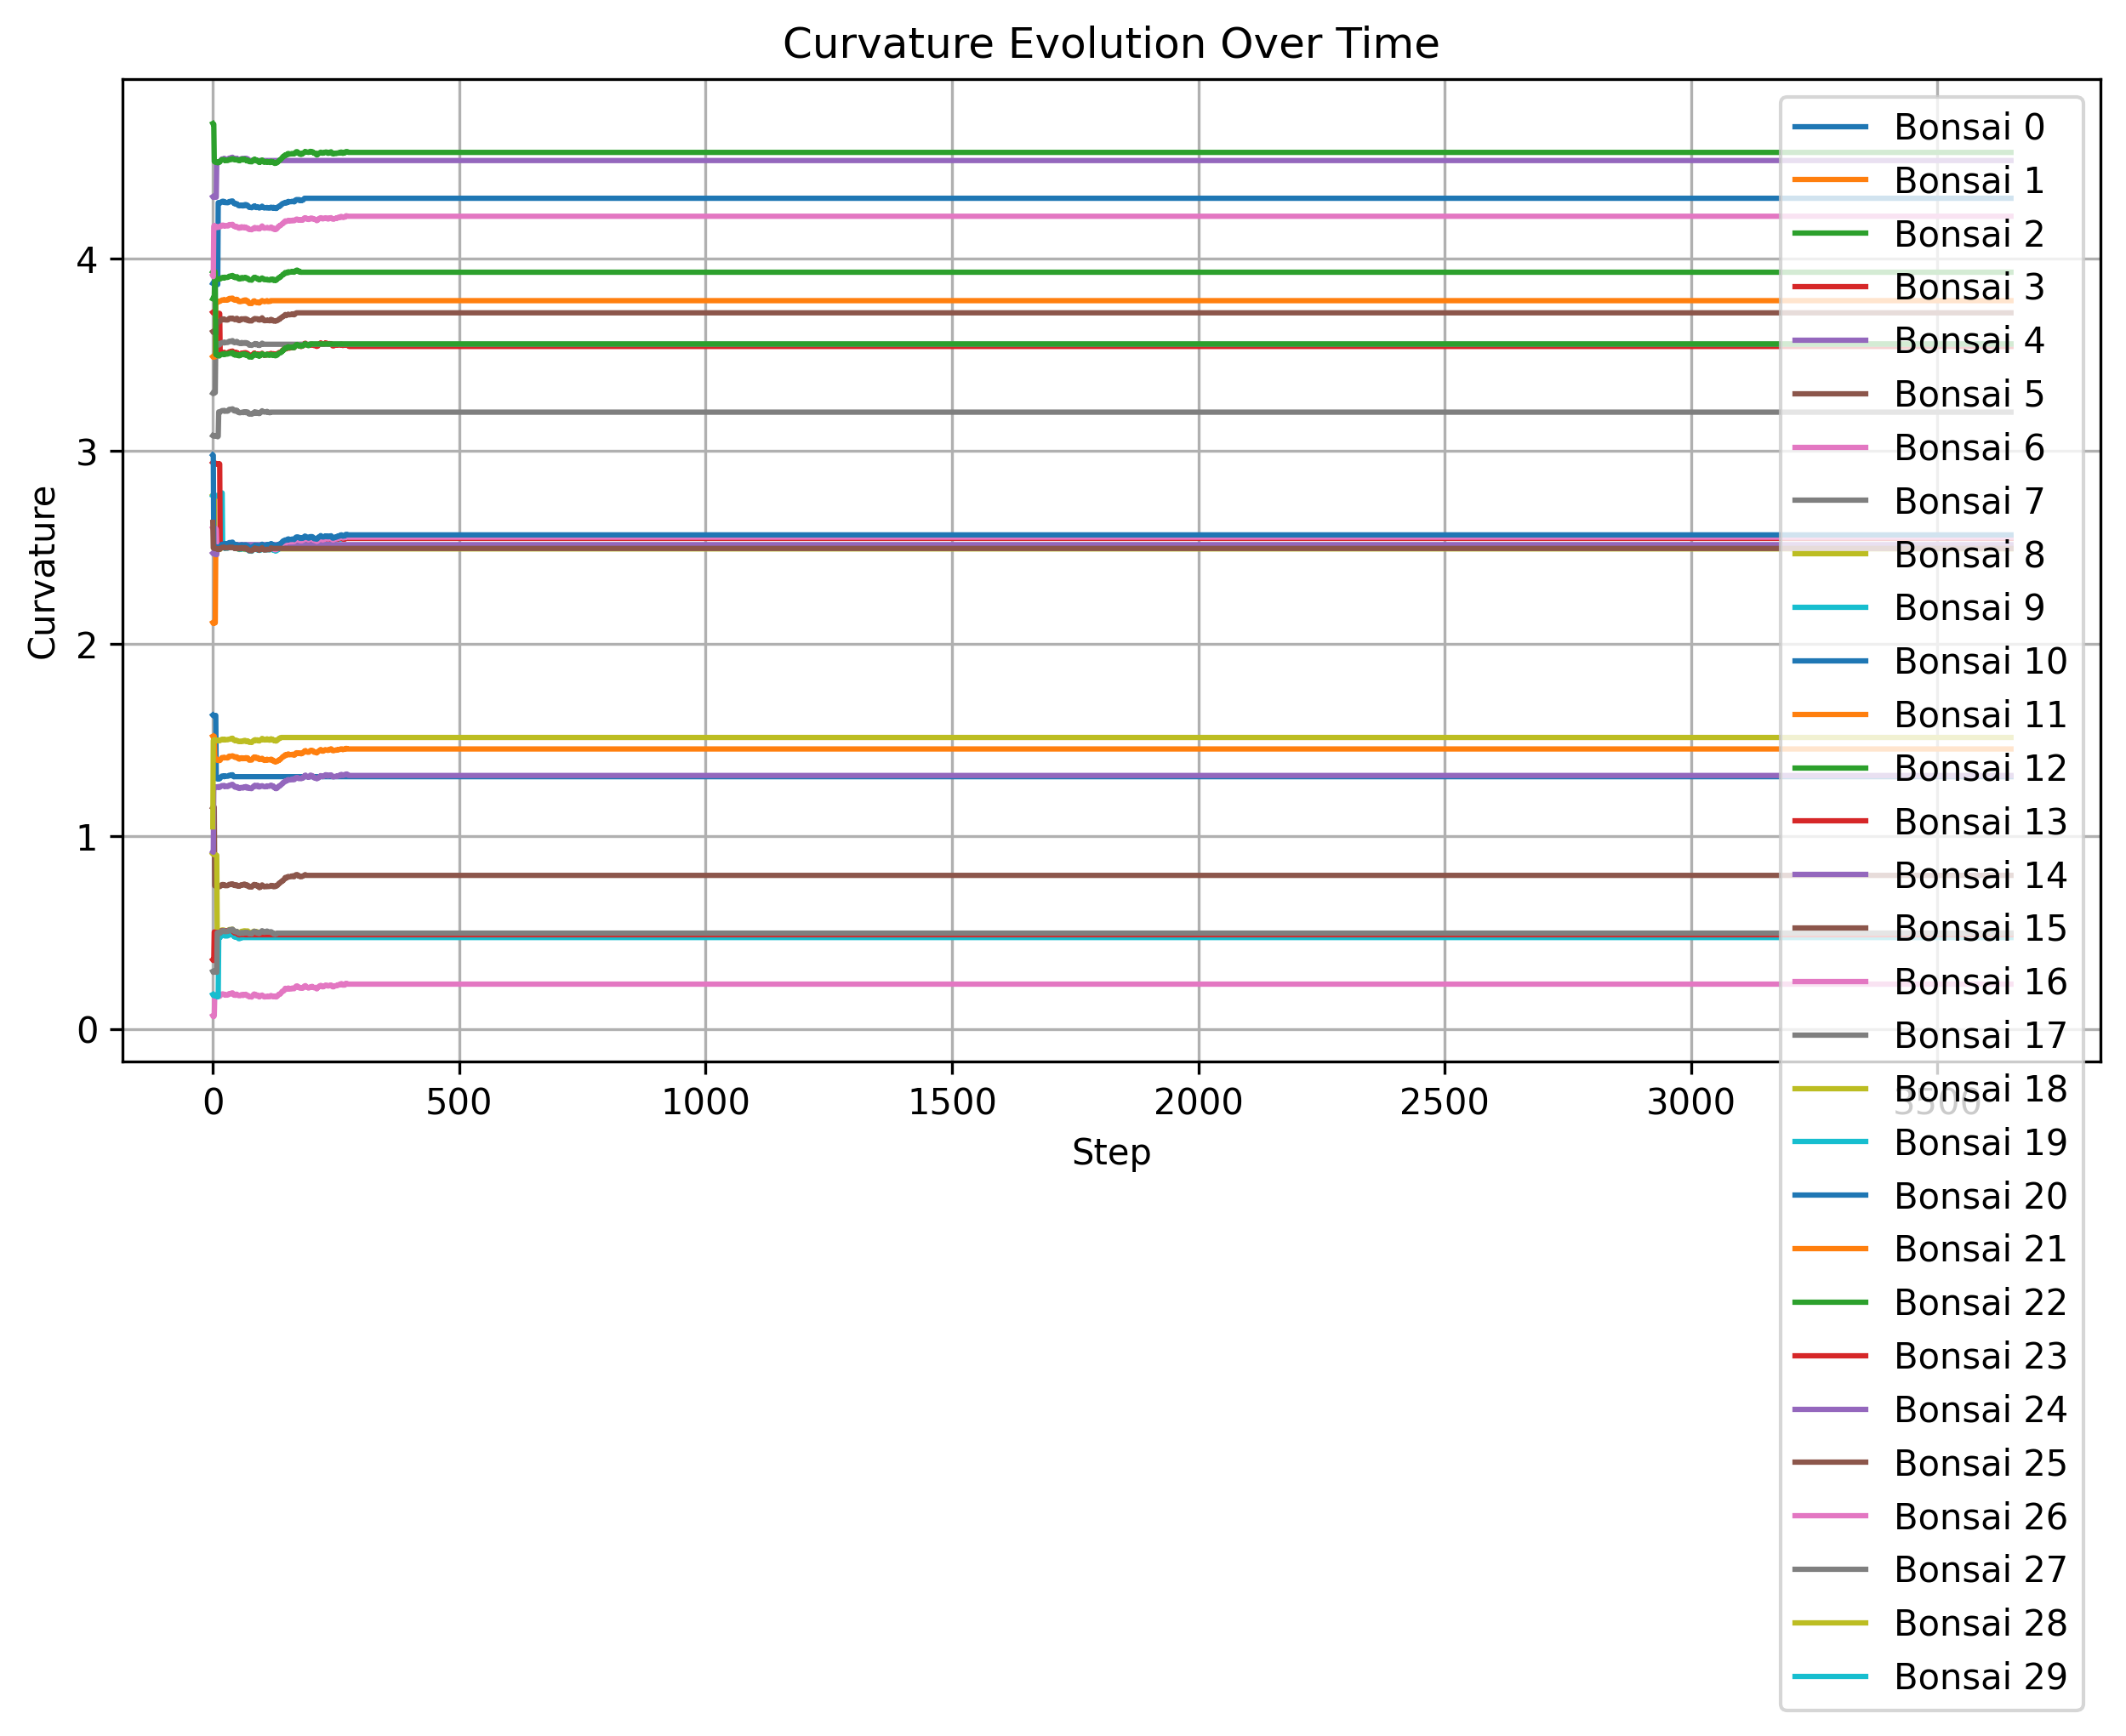 Curvature Evolution Over Time
Curvature
4
3
2
1
0
0 500 1000 1500 2000 2500 3000 3500
Step
Bonsai 0
Bonsai 1
Bonsai 2
Bonsai 3
Bonsai 4
Bonsai 5
Bonsai 6
Bonsai 7
Bonsai 8
Bonsai 9
Bonsai 10
Bonsai 11
Bonsai 12
Bonsai 13
Bonsai 14
Bonsai 15
Bonsai 16
Bonsai 17
Bonsai 18
Bonsai 19
Bonsai 20
Bonsai 21
Bonsai 22
Bonsai 23
Bonsai 24
Bonsai 25
Bonsai 26
Bonsai 27
Bonsai 28
Bonsai 29